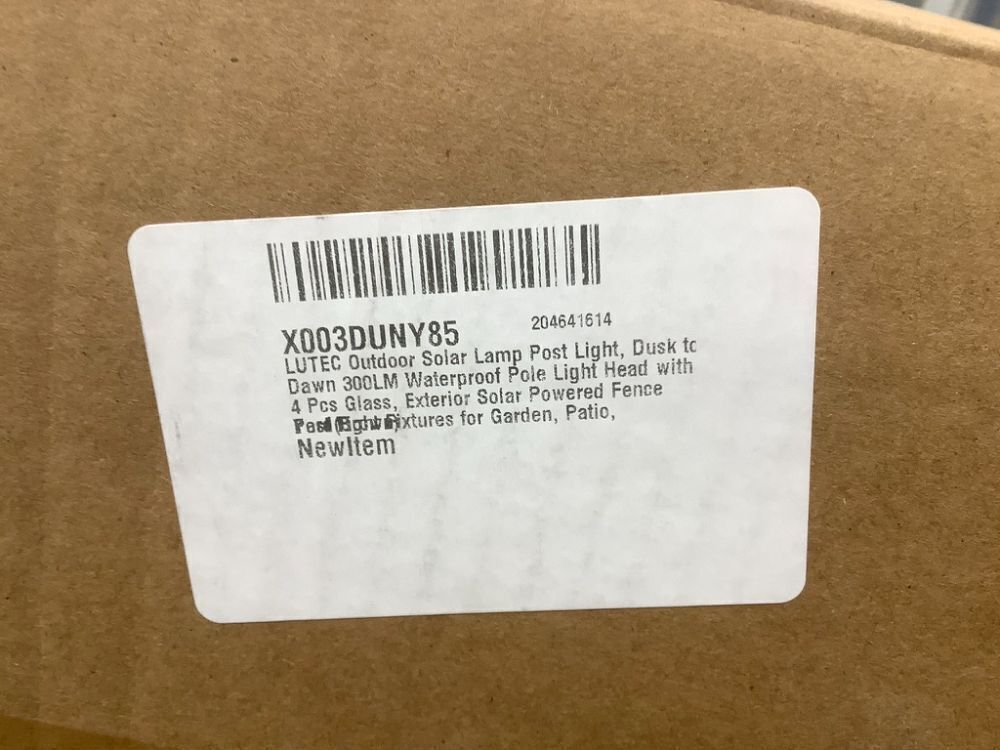 X003DUNY85
204641614
LUTEC Outdoor Solar Lamp Post Light, Dusk to
Dawn 300LM Waterproof Pole Light Head with
4 Pcs Glass, Exterior Solar Powered Fence
Fixtures for Garden, Patio,
NewItem